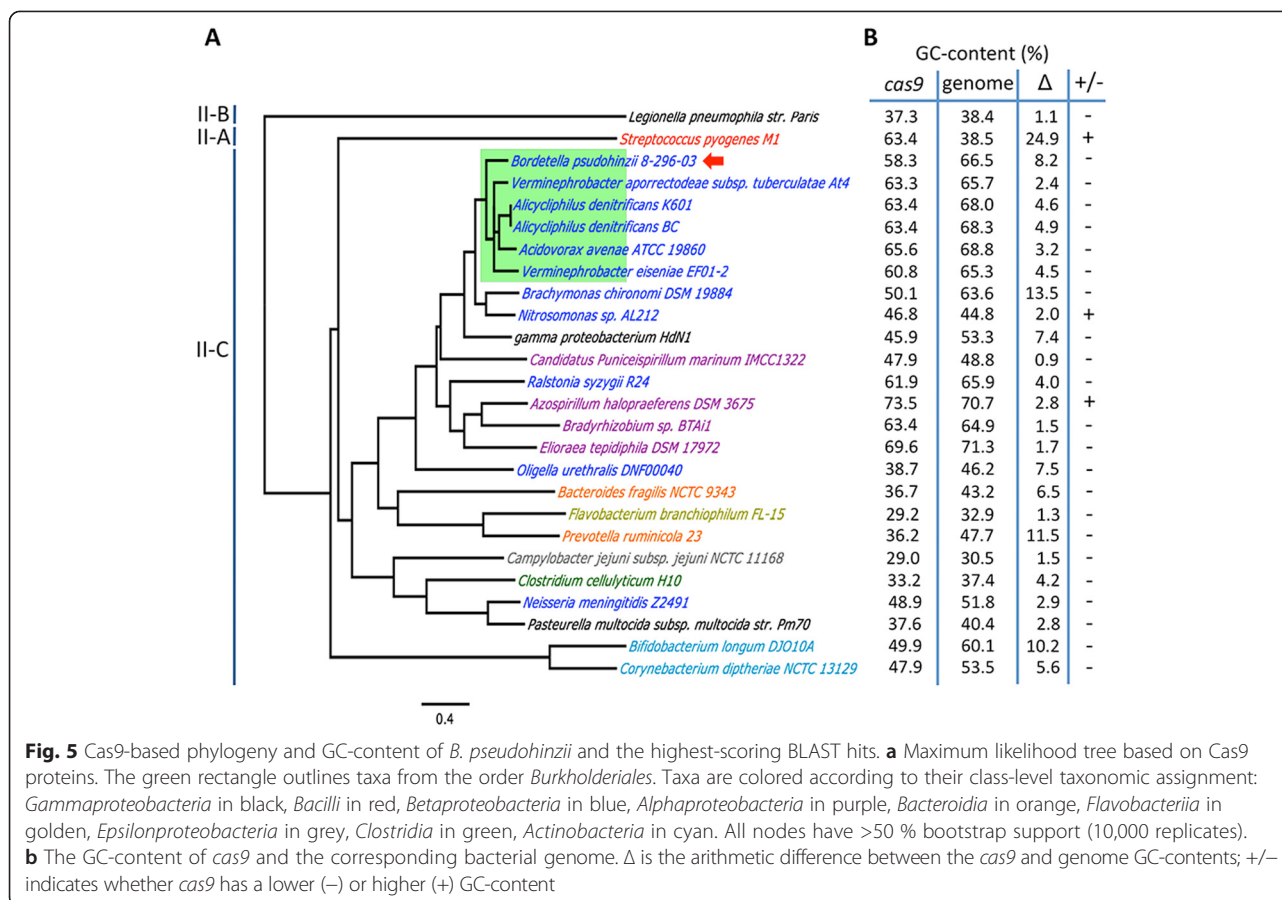 A
B
GC-content (%)
cas9 genome Δ +/-
II-B Legionella pneumophila str. Paris 37.3 38.4 1.1 -
II-A Streptococcus pyogenes M1 63.4 38.5 24.9 +
Bordetella psudohinzii 8-296-03 58.3 66.5 8.2 -
Verminephrobacter aporrectodeae subsp. tuberculatae At4 63.3 65.7 2.4 -
Alicycliphilus denitrificans K601 63.4 68.0 4.6 -
Alicycliphilus denitrificans BC 63.4 68.3 4.9 -
Acidovorax avenae ATCC 19860 65.6 68.8 3.2 -
Verminephrobacter eiseniae EF01-2 60.8 65.3 4.5 -
Brachymonas chironomi DSM 19884 50.1 63.6 13.5 -
Nitrosomonas sp. AL212 46.8 44.8 2.0 +
II-C gamma proteobacterium HdN1 45.9 53.3 7.4 -
Candidatus Puniceispirillum marinum IMCC1322 47.9 48.8 0.9 -
Ralstonia syzygii R24 61.9 65.9 4.0 -
Azospirillum halopraeferens DSM 3675 73.5 70.7 2.8 +
Bradyrhizobium sp. BTAi1 63.4 64.9 1.5 -
Elioraea tepidiphila DSM 17972 69.6 71.3 1.7 -
Oligella urethralis DNF00040 38.7 46.2 7.5 -
Bacteroides fragilis NCTC 9343 36.7 43.2 6.5 -
Flavobacterium branchiophilum FL-15 29.2 32.9 1.3 -
Prevotella ruminicola 23 36.2 47.7 11.5 -
Campylobacter jejuni subsp. jejuni NCTC 11168 29.0 30.5 1.5 -
Clostridium cellulyticum H10 33.2 37.4 4.2 -
Neisseria meningitidis Z2491 48.9 51.8 2.9 -
Pasteurella multocida subsp. multocida str. Pm70 37.6 40.4 2.8 -
Bifidobacterium longum DJO10A 49.9 60.1 10.2 -
Corynebacterium diptheriae NCTC 13129 47.9 53.5 5.6 -
0.4
Fig. 5 Cas9-based phylogeny and GC-content of B. pseudohinzii and the highest-scoring BLAST hits. a Maximum likelihood tree based on Cas9
proteins. The green rectangle outlines taxa from the order Burkholderiales. Taxa are colored according to their class-level taxonomic assignment:
Gammaproteobacteria in black, Bacilli in red, Betaproteobacteria in blue, Alphaproteobacteria in purple, Bacteroidia in orange, Flavobacteriia in
golden, Epsilonproteobacteria in grey, Clostridia in green, Actinobacteria in cyan. All nodes have >50 % bootstrap support (10,000 replicates).
b The GC-content of cas9 and the corresponding bacterial genome. Δ is the arithmetic difference between the cas9 and genome GC-contents; +/−
indicates whether cas9 has a lower (−) or higher (+) GC-content